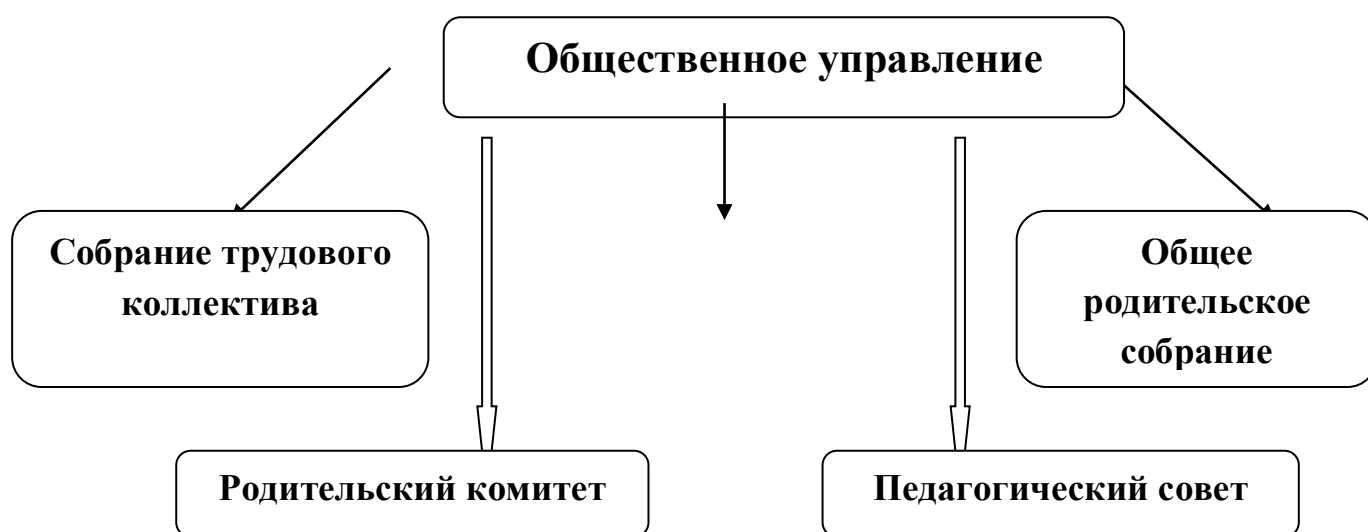 Общественное управление
Собрание трудового
коллектива
Общее
родительское
собрание
Родительский комитет
Педагогический совет